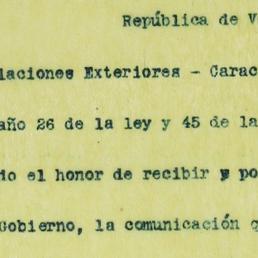 República de V
laciones Exteriores - Carac
año 26 de la ley y 45 de la
do el honor de recibir y po
Gobierno, la comunicación q